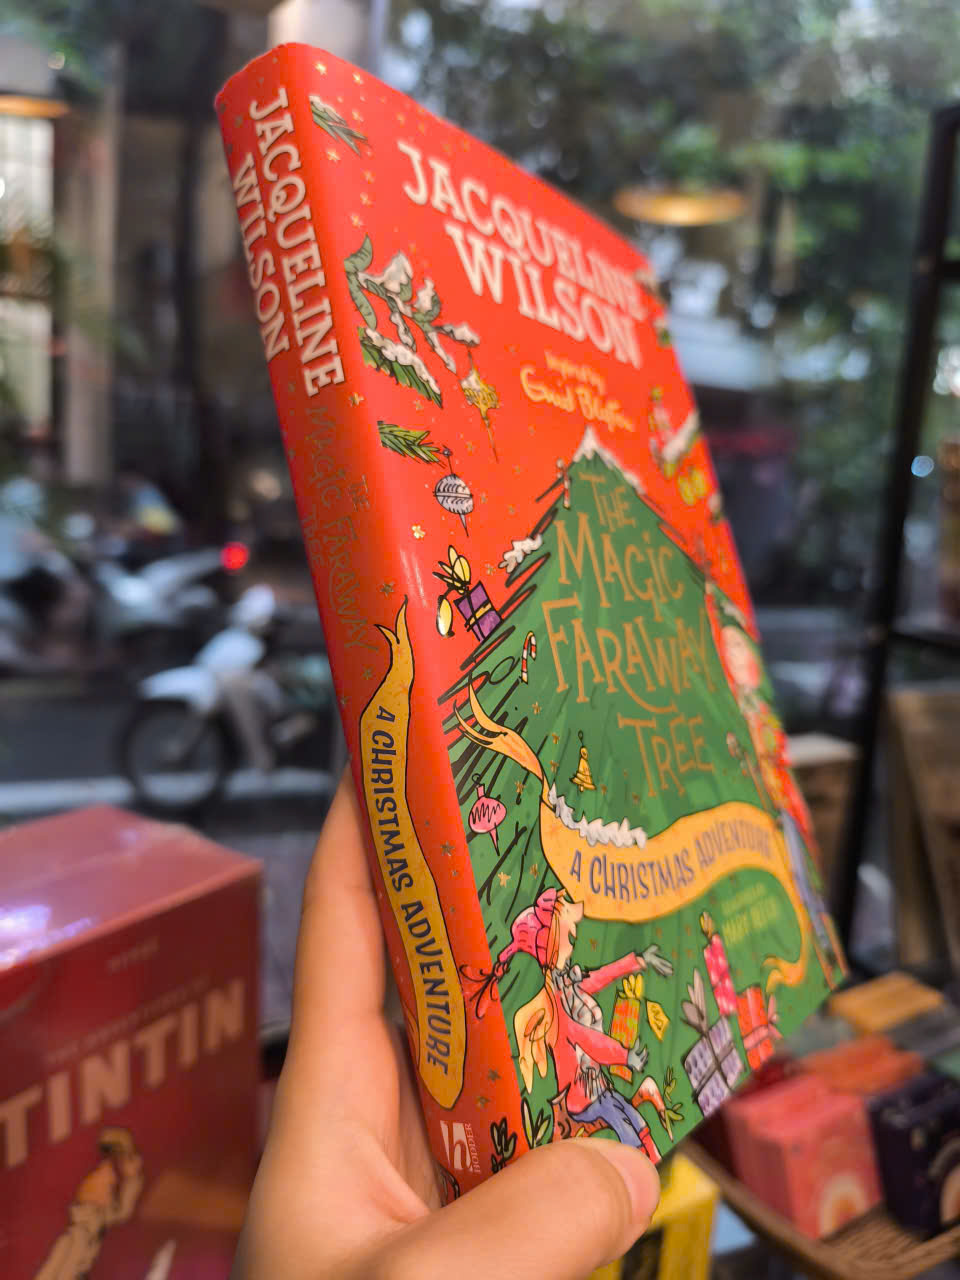 JACQUELINE
WILSON
THE
MAGIC FARAWAY
TREE
A CHRISTMAS ADVENTURE
h
HODDER
JACQUELINE
WILSON
Inspired by
Enid Blyton
THE
MAGIC
FARAWAY
TREE
A CHRISTMAS ADVENTURE
TINTIN